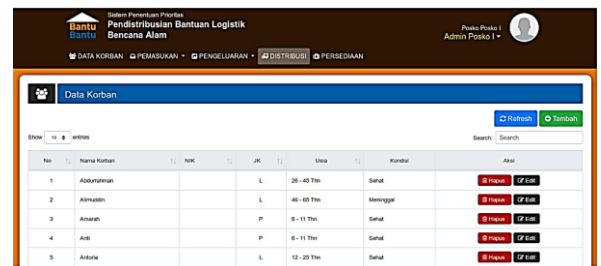 Sistem Penentuan Prioritas
Bantu Pendistribusian Bantuan Logistik
Bantu Bencana Alam
Posko Posko I
Admin Posko I
DATA KORBAN PEMASUKAN PENGELUARAN DISTRIBUSI PERSEDIAAN
Data Korban
Refresh Tambah
Show 10 entries Search: Search
No Nama Korban NIK JK Usia Kondisi Aksi
1 Abdurrahman L 26 - 45 Thn Sehat Hapus Edit
2 Alimuddin L 46 - 65 Thn Meninggal Hapus Edit
3 Amarah P 6 - 11 Thn Sehat Hapus Edit
4 Anti P 6 - 11 Thn Sehat Hapus Edit
5 Antoria L 12 - 25 Thn Sehat Hapus Edit